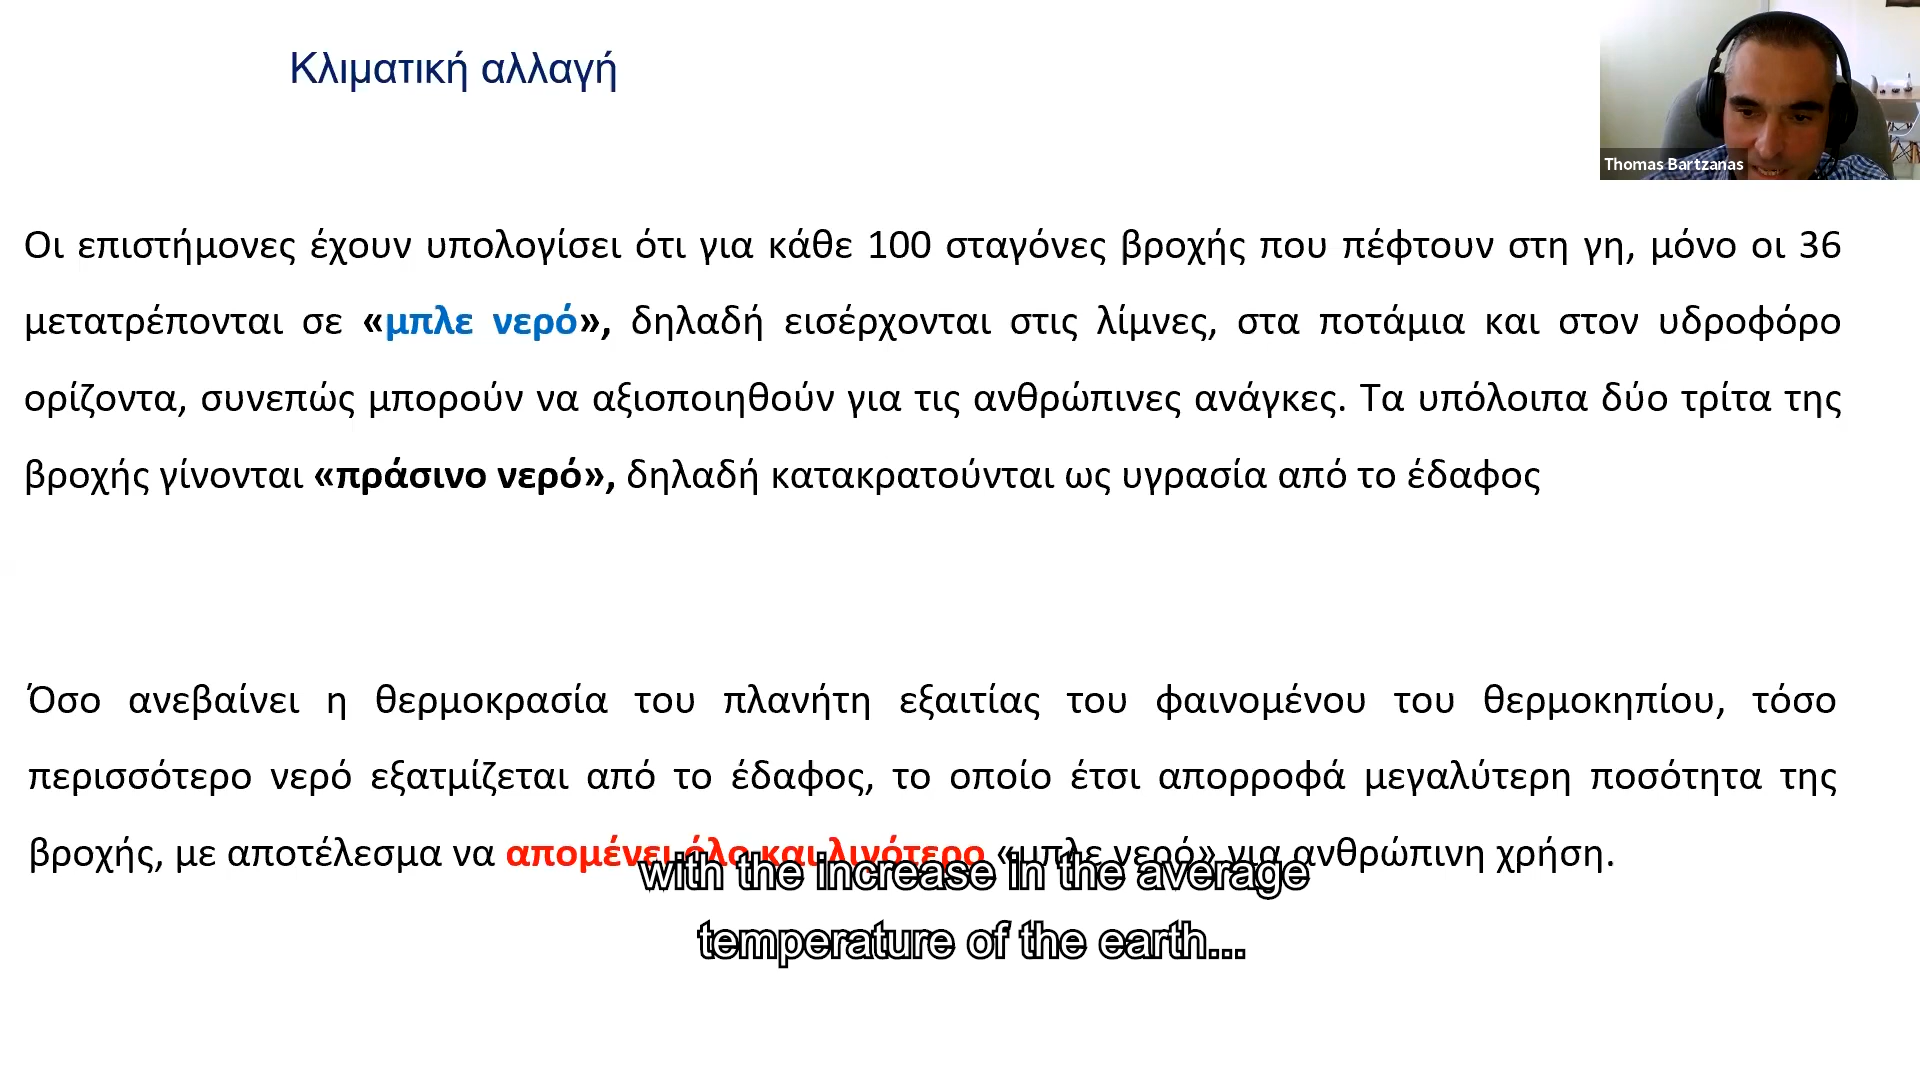 Κλιματική αλλαγή
Thomas Bartzanas
Οι επιστήμονες έχουν υπολογίσει ότι για κάθε 100 σταγόνες βροχής που πέφτουν στη γη, μόνο οι 36
μετατρέπονται σε «μπλε νερό», δηλαδή εισέρχονται στις λίμνες, στα ποτάμια και στον υδροφόρο
ορίζοντα, συνεπώς μπορούν να αξιοποιηθούν για τις ανθρώπινες ανάγκες. Τα υπόλοιπα δύο τρίτα της
βροχής γίνονται «πράσινο νερό», δηλαδή κατακρατούνται ως υγρασία από το έδαφος
Όσο ανεβαίνει η θερμοκρασία του πλανήτη εξαιτίας του φαινομένου του θερμοκηπίου, τόσο
περισσότερο νερό εξατμίζεται από το έδαφος, το οποίο έτσι απορροφά μεγαλύτερη ποσότητα της
βροχής, με αποτέλεσμα να απομένει όλο και λιγότερο «μπλε νερό» για ανθρώπινη χρήση.
with the increase in the average
temperature of the earth...